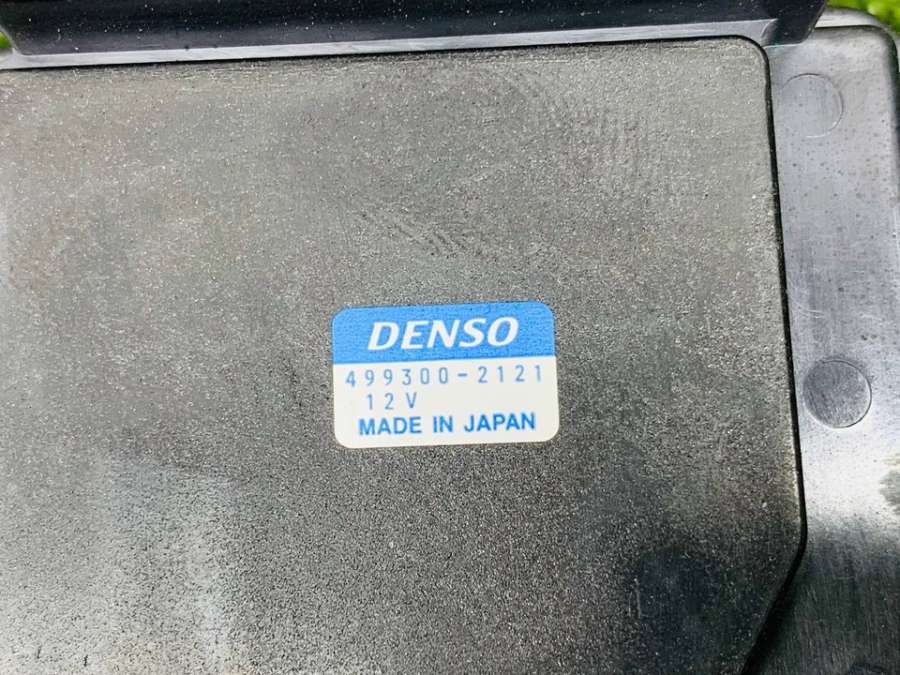 DENSO
499300-2121
12V
MADE IN JAPAN